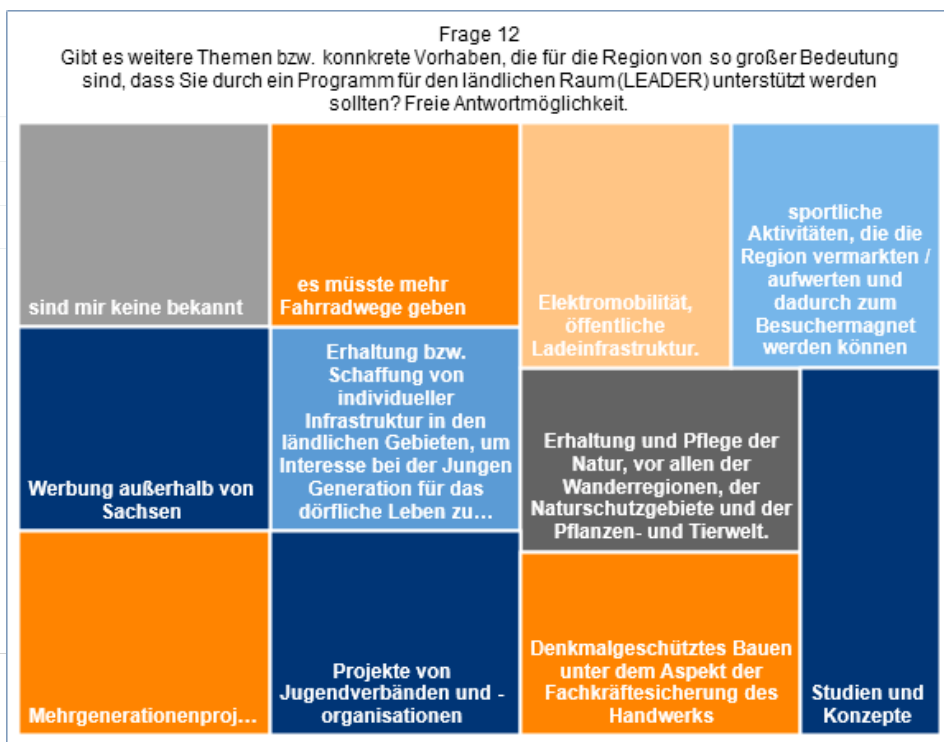 Frage 12
Gibt es weitere Themen bzw. konnkrete Vorhaben, die für die Region von so großer Bedeutung
sind, dass Sie durch ein Programm für den ländlichen Raum (LEADER) unterstützt werden
sollten? Freie Antwortmöglichkeit.
sind mir keine bekannt
es müsste mehr
Fahrradwege geben
Elektromobilität,
öffentliche
Ladeinfrastruktur.
sportliche
Aktivitäten, die die
Region vermarkten /
aufwerten und
dadurch zum
Besuchermagnet
werden können
Werbung außerhalb von
Sachsen
Erhaltung bzw.
Schaffung von
individueller
Infrastruktur in den
ländlichen Gebieten, um
Interesse bei der Jungen
Generation für das
dörfliche Leben zu…
Erhaltung und Pflege der
Natur, vor allen der
Wanderregionen, der
Naturschutzgebiete und der
Pflanzen- und Tierwelt.
Mehrgenerationenproj…
Projekte von
Jugendverbänden und -
organisationen
Denkmalgeschütztes Bauen
unter dem Aspekt der
Fachkräftesicherung des
Handwerks
Studien und
Konzepte